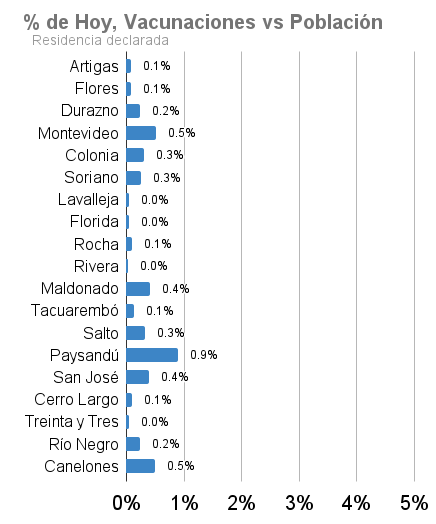 % de Hoy, Vacunaciones vs Población
Residencia declarada
Artigas 0.1%
Flores 0.1%
Durazno 0.2%
Montevideo 0.5%
Colonia 0.3%
Soriano 0.3%
Lavalleja 0.0%
Florida 0.0%
Rocha 0.1%
Rivera 0.0%
Maldonado 0.4%
Tacuarembó 0.1%
Salto 0.3%
Paysandú 0.9%
San José 0.4%
Cerro Largo 0.1%
Treinta y Tres 0.0%
Río Negro 0.2%
Canelones 0.5%
0% 1% 2% 3% 4% 5%